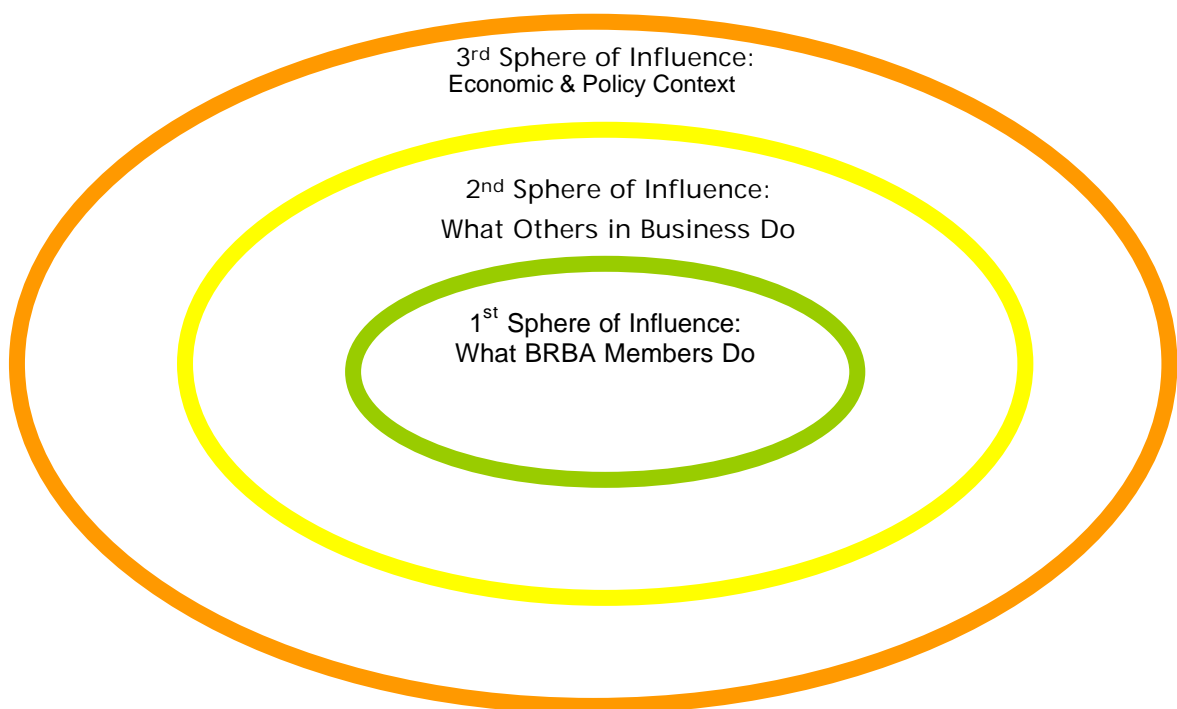 3rd Sphere of Influence:
Economic & Policy Context
2nd Sphere of Influence:
What Others in Business Do
1st Sphere of Influence:
What BRBA Members Do